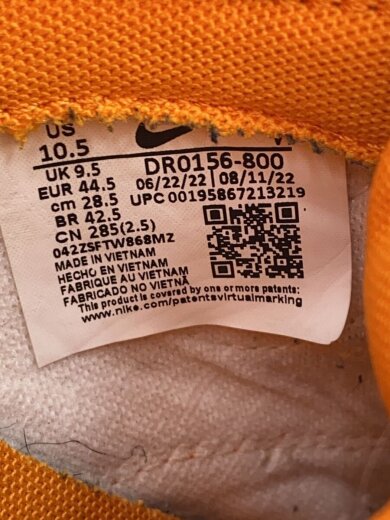 US
10.5
UK 9.5
EUR 44.5
cm 28.5
BR 42.5
CN 285(2.5)
DR0156-800
06/22/22 08/11/22
UPC 00195867213219
042ZSFTW868MZ
MADE IN VIETNAM
HECHO EN VIETNAM
FABRIQUE AU VIETNAM
FABRICADO NO VIETNÃ
This product is covered by one or more patents:
www.nike.com/patentsvirtualmarking